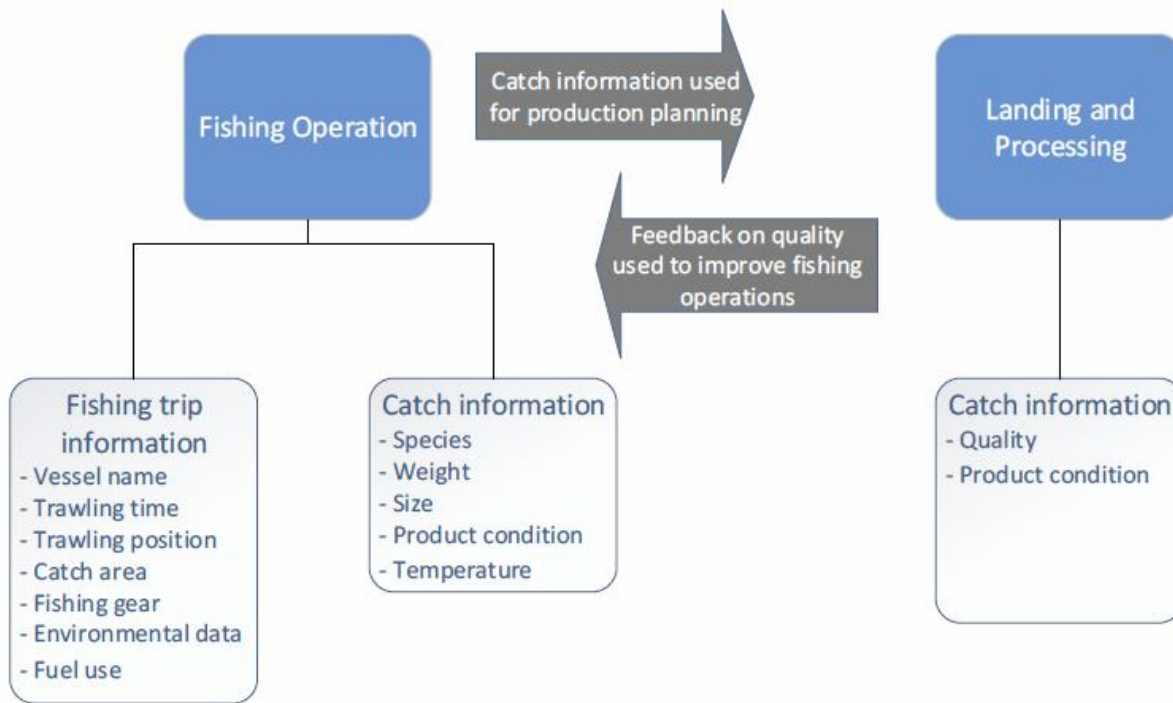 Fishing Operation
Catch information used
for production planning
Landing and
Processing
Feedback on quality
used to improve fishing
operations
Fishing trip
information
- Vessel name
- Trawling time
- Trawling position
- Catch area
- Fishing gear
- Environmental data
- Fuel use
Catch information
- Species
- Weight
- Size
- Product condition
- Temperature
Catch information
- Quality
- Product condition